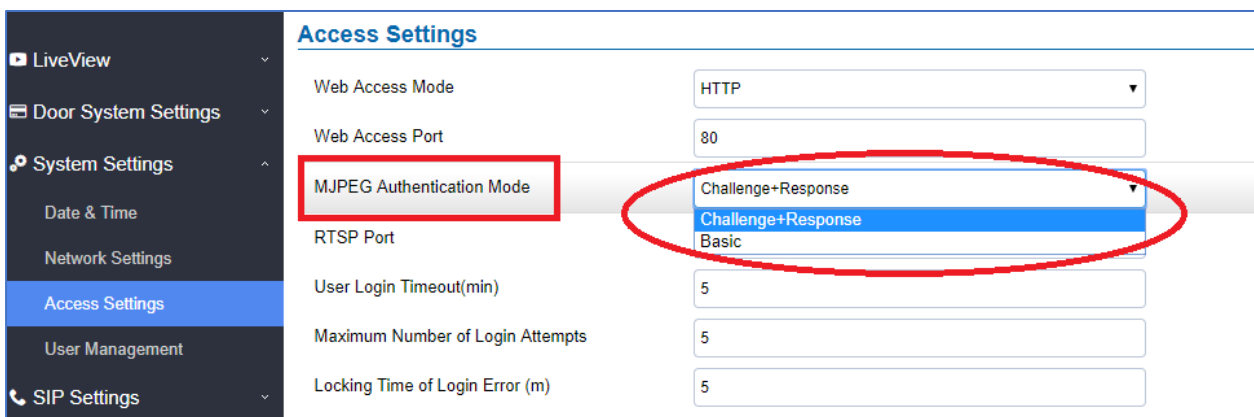 Access Settings
LiveView
Web Access Mode HTTP
Door System Settings
Web Access Port 80
System Settings
MJPEG Authentication Mode Challenge+Response
Date & Time
Challenge+Response
RTSP Port Basic
Network Settings
User Login Timeout(min) 5
Access Settings
Maximum Number of Login Attempts 5
User Management
Locking Time of Login Error (m) 5
SIP Settings